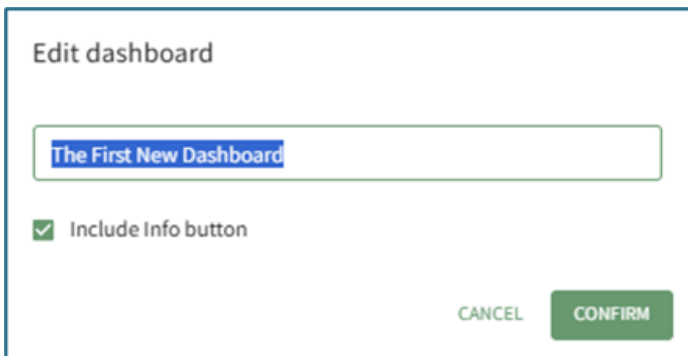 Edit dashboard
The First New Dashboard
Include Info button
CANCEL CONFIRM